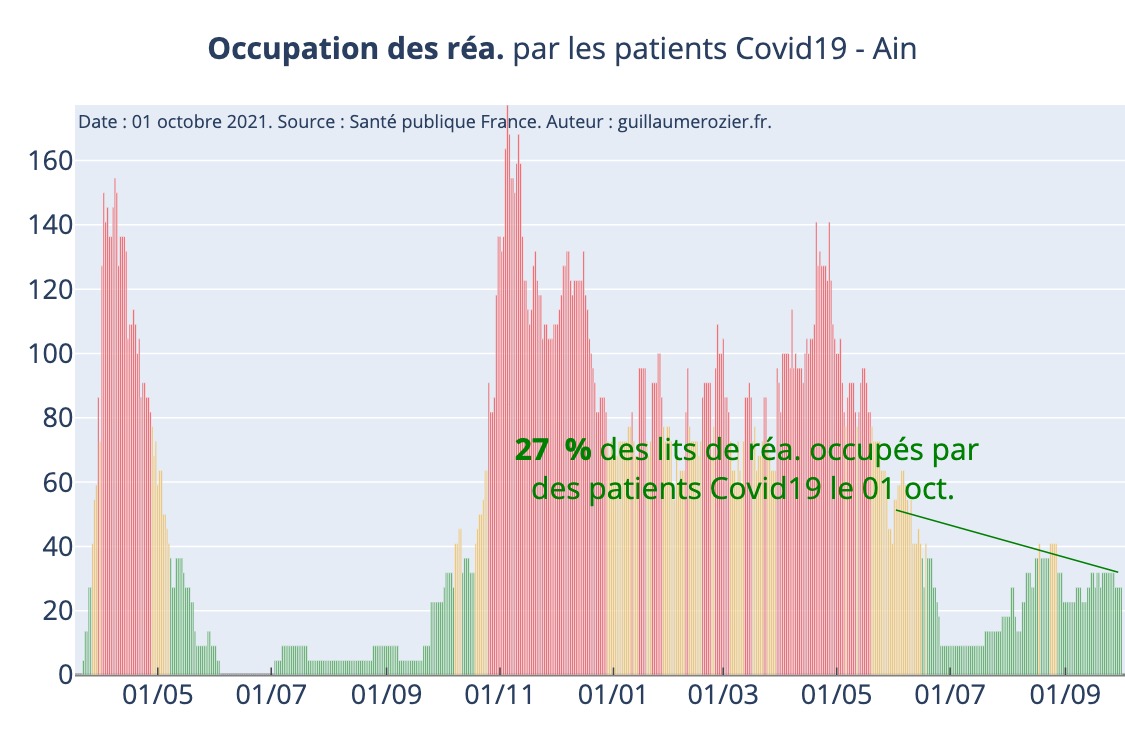 Occupation des réa. par les patients Covid19 - Ain
Date : 01 octobre 2021. Source : Santé publique France. Auteur : guillaumerozier.fr.
160
140
120
100
80
60
40
20
0
27 % des lits de réa. occupés par
des patients Covid19 le 01 oct.
01/05 01/07 01/09 01/11 01/01 01/03 01/05 01/07 01/09